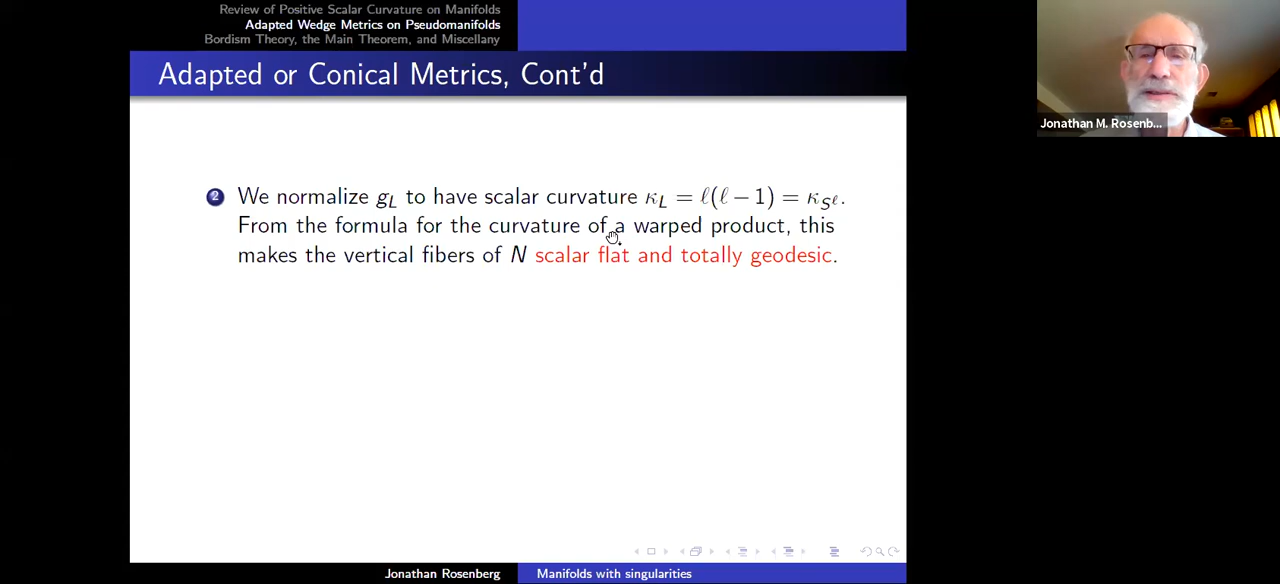 Review of Positive Scalar Curvature on Manifolds
Adapted Wedge Metrics on Pseudomanifolds
Bordism Theory, the Main Theorem, and Miscellany
Adapted or Conical Metrics, Cont'd
2 We normalize g_L to have scalar curvature κ_L = ℓ(ℓ − 1) = κ_{S^ℓ}.
From the formula for the curvature of a warped product, this
makes the vertical fibers of N scalar flat and totally geodesic.
Jonathan M. Rosenb...
Jonathan Rosenberg
Manifolds with singularities